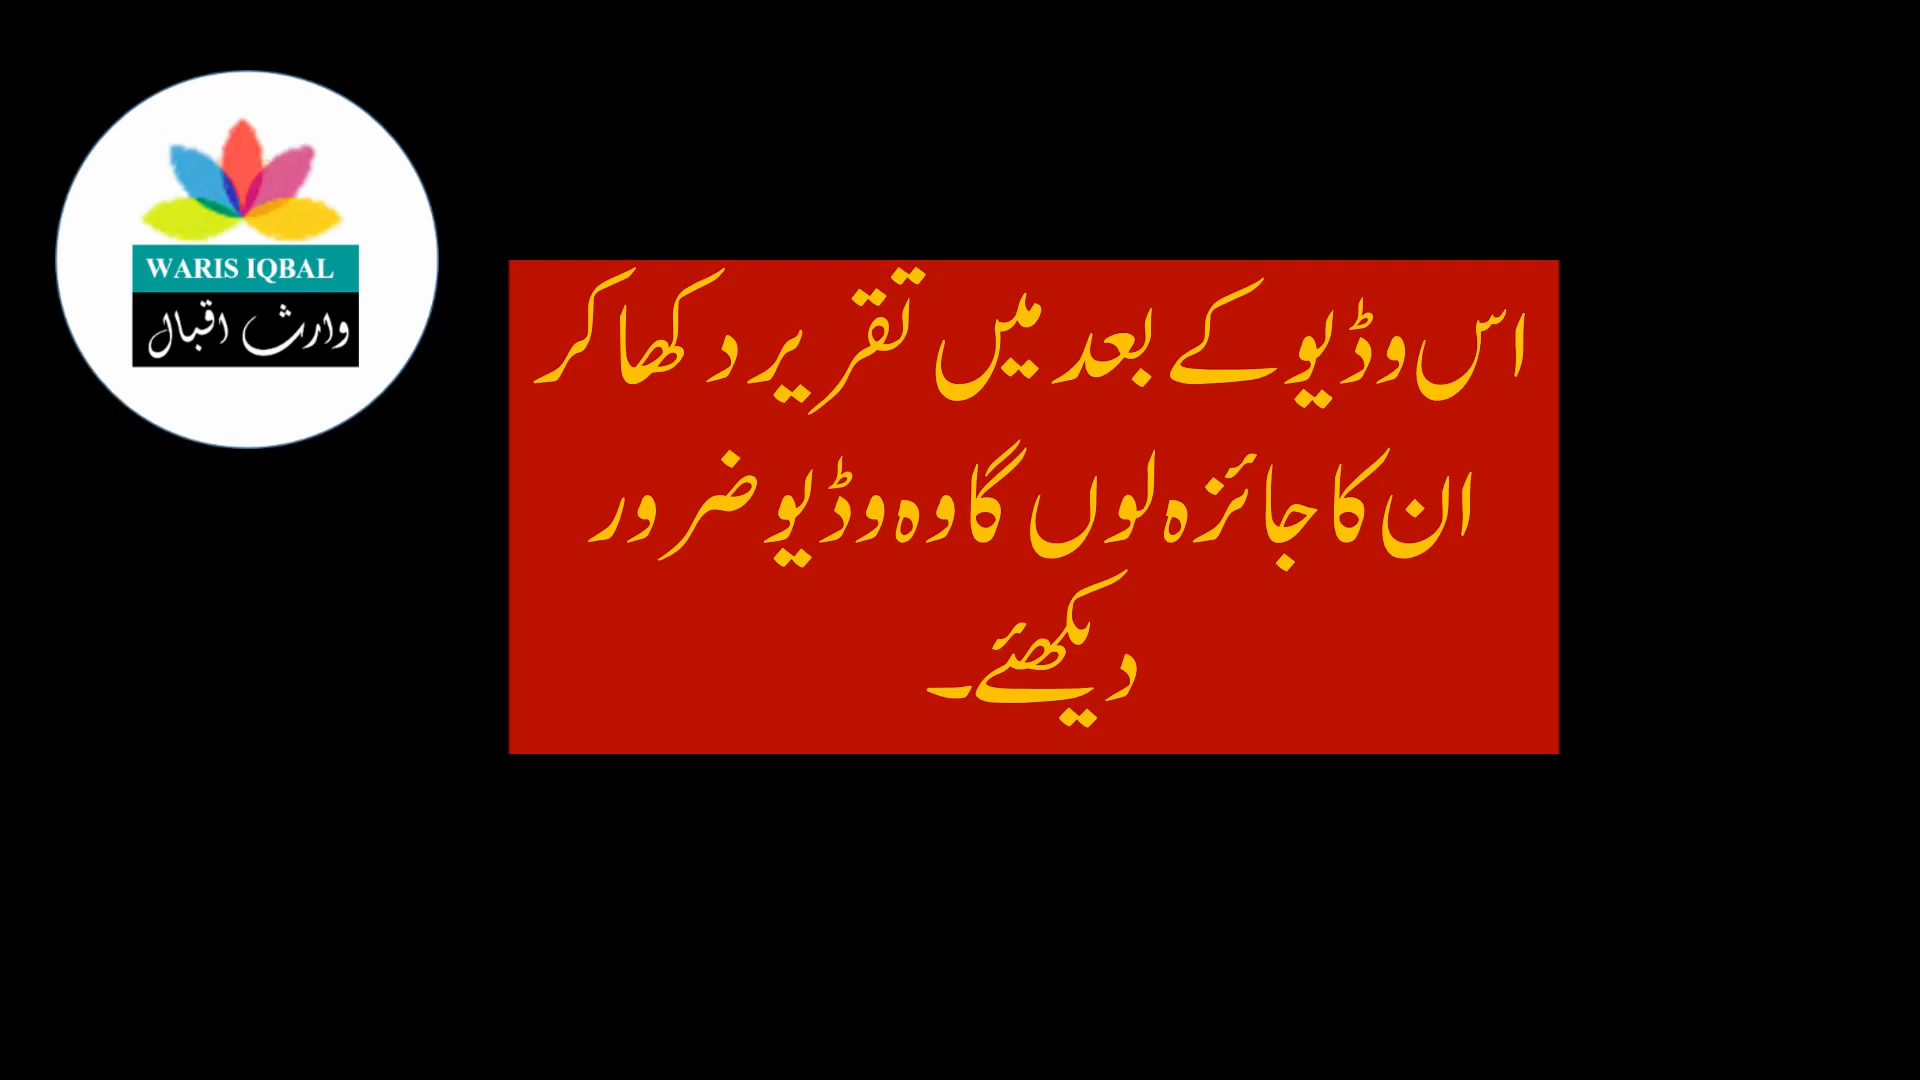 WARIS IQBAL
وارث اقبال
اس وڈیو کے بعد میں تقریر دکھا کر
ان کا جائزہ لوں گا وہ وڈیو ضرور
دیکھئے۔